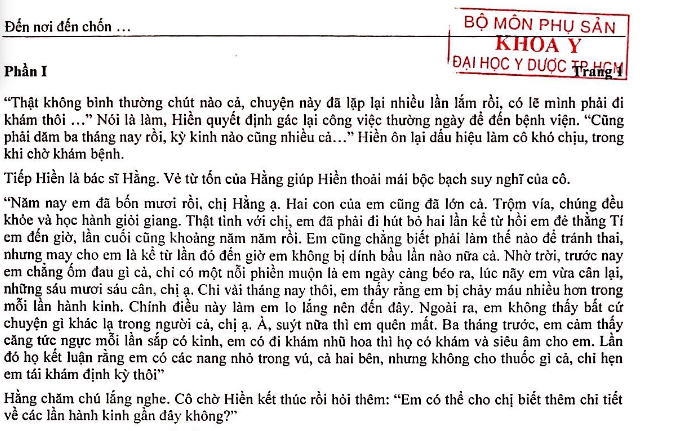 Đến nơi đến chốn ...
BỘ MÔN PHỤ SẢN
KHOA Y
ĐẠI HỌC Y DƯỢC TP.HCM
Phần I
Trang 1
“Thật không bình thường chút nào cả, chuyện này đã lặp lại nhiều lần lắm rồi, có lẽ mình phải đi
khám thôi ...” Nói là làm, Hiền quyết định gác lại công việc thường ngày để đến bệnh viện. “Cũng
phải dăm ba tháng nay rồi, kỳ kinh nào cũng nhiều cả...” Hiền ôn lại dấu hiệu làm cô khó chịu, trong
khi chờ khám bệnh.
Tiếp Hiền là bác sĩ Hằng. Vẻ từ tốn của Hằng giúp Hiền thoải mái bộc bạch suy nghĩ của cô.
“Năm nay em đã bốn mươi rồi, chị Hằng ạ. Hai con của em cũng đã lớn cả. Trộm vía, chúng đều
khỏe và học hành giỏi giang. Thật tình với chị, em đã phải đi hút bỏ hai lần kể từ hồi em đẻ thằng Tí
em đến giờ, lần cuối cũng khoảng năm năm rồi. Em cũng chẳng biết phải làm thế nào để tránh thai,
nhưng may cho em là kể từ lần đó đến giờ em không bị dính bầu lần nào nữa cả. Nhờ trời, trước nay
em chẳng ốm đau gì cả, chỉ có một nỗi phiền muộn là em ngày càng béo ra, lúc nãy em vừa cân lại,
những sáu mươi sáu cân, chị ạ. Chỉ vài tháng nay thôi, em thấy rằng em bị chảy máu nhiều hơn trong
mỗi lần hành kinh. Chính điều này làm em lo lắng nên đến đây. Ngoài ra, em không thấy bất cứ
chuyện gì khác lạ trong người cả, chị ạ. À, suýt nữa thì em quên mất. Ba tháng trước, em cảm thấy
căng tức ngực mỗi lần sắp có kinh, em có đi khám nhũ hoa thì họ có khám và siêu âm cho em. Lần
đó họ kết luận rằng em có các nang nhỏ trong vú, cả hai bên, nhưng không cho thuốc gì cả, chỉ hẹn
em tái khám định kỳ thôi”
Hằng chăm chú lắng nghe. Cô chờ Hiền kết thúc rồi hỏi thêm: “Em có thể cho chị biết thêm chi tiết
về các lần hành kinh gần đây không?”